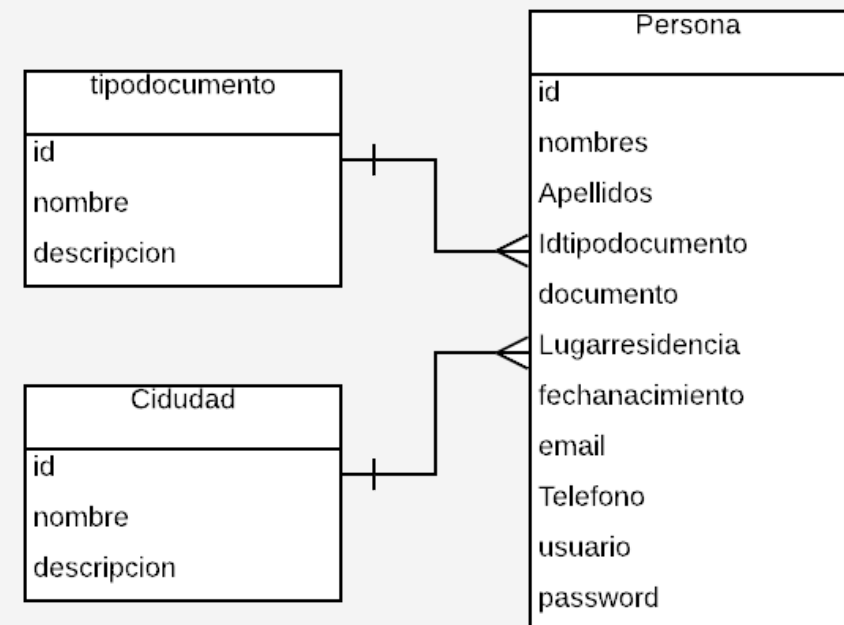 tipodocumento
id
nombre
descripcion
Cidudad
id
nombre
descripcion
Persona
id
nombres
Apellidos
Idtipodocumento
documento
Lugarresidencia
fechanacimiento
email
Telefono
usuario
password